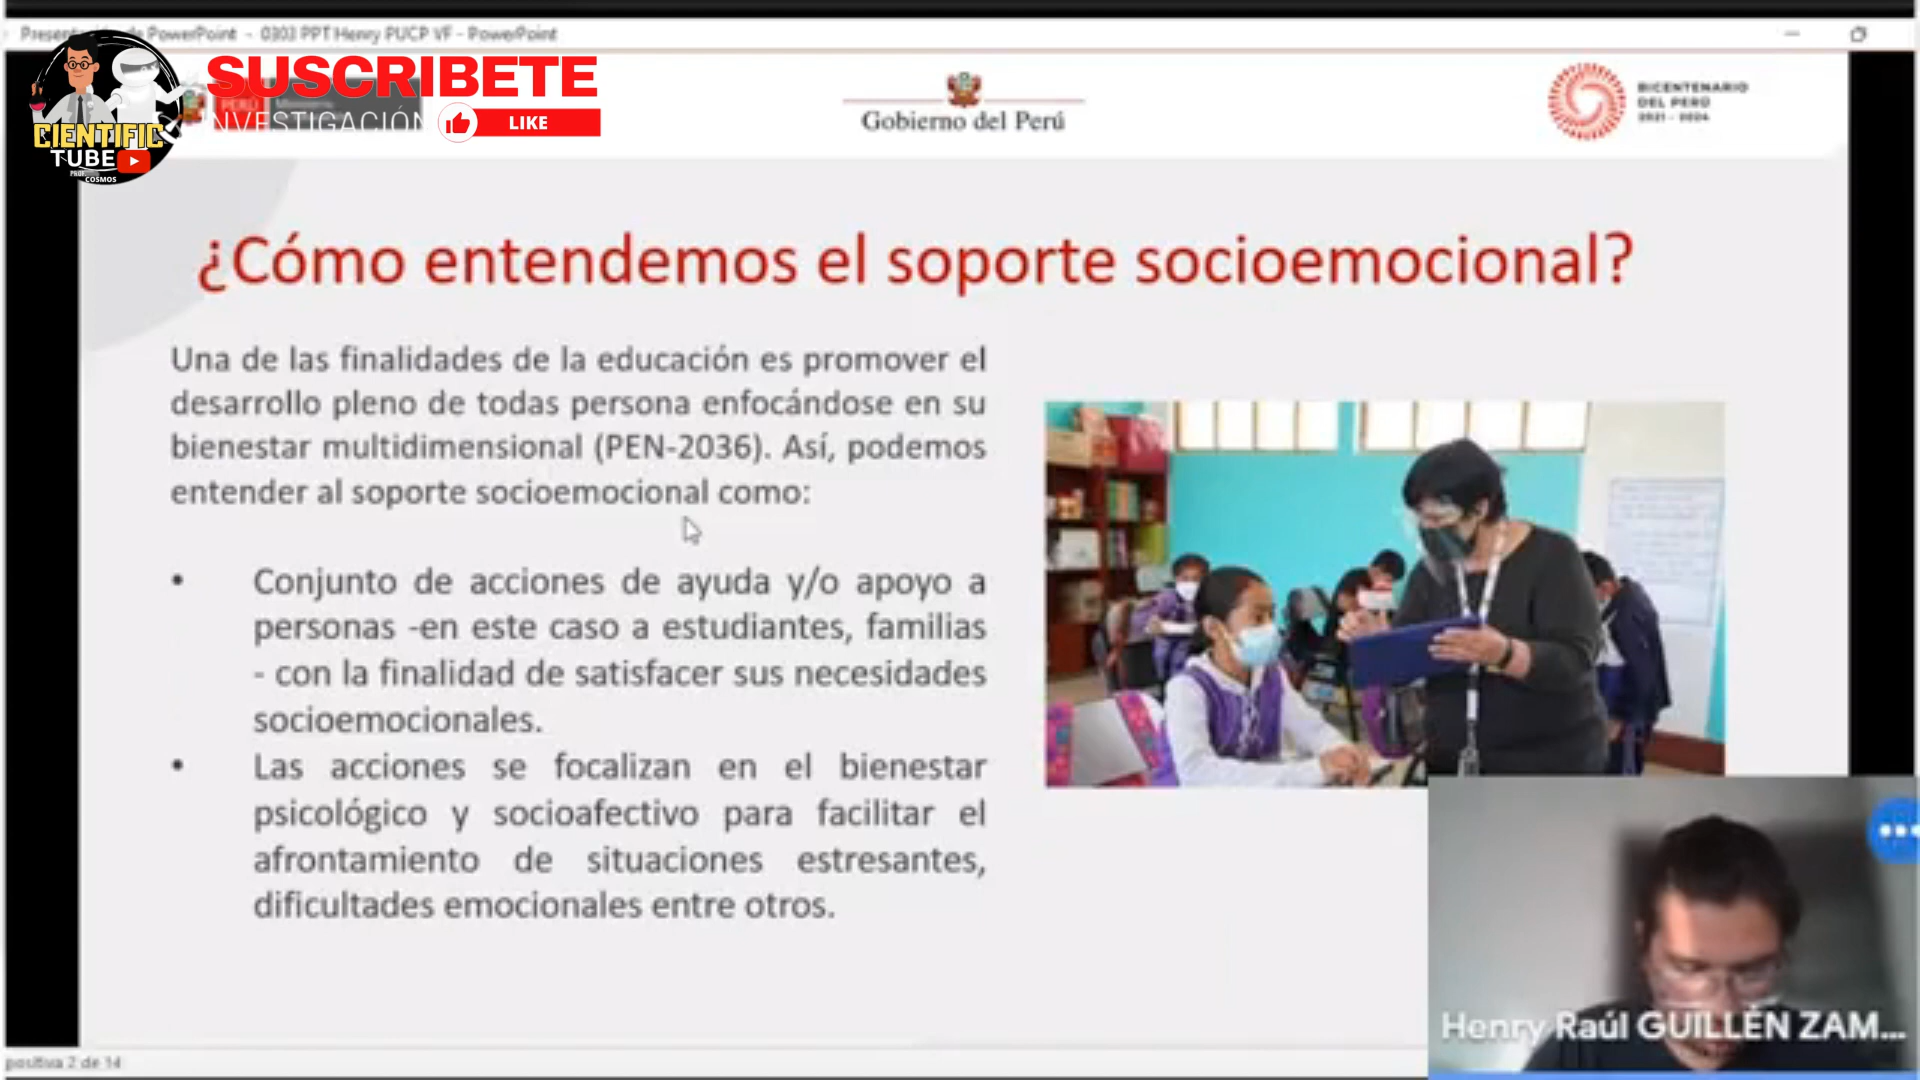 Presentación de PowerPoint - 0303 PPT Henry PUCP VF - PowerPoint
SUSCRIBETE
INVESTIGACIÓN
LIKE
CIENTIFIC
TUBE
COSMOS
PERÚ
Gobierno del Perú
BICENTENARIO
DEL PERÚ
2021 - 2024
¿Cómo entendemos el soporte socioemocional?
Una de las finalidades de la educación es promover el
desarrollo pleno de todas persona enfocándose en su
bienestar multidimensional (PEN-2036). Así, podemos
entender al soporte socioemocional como:
• Conjunto de acciones de ayuda y/o apoyo a
personas -en este caso a estudiantes, familias
- con la finalidad de satisfacer sus necesidades
socioemocionales.
• Las acciones se focalizan en el bienestar
psicológico y socioafectivo para facilitar el
afrontamiento de situaciones estresantes,
dificultades emocionales entre otros.
Henry Raúl GUILLÉN ZAM...
positiva 2 de 14